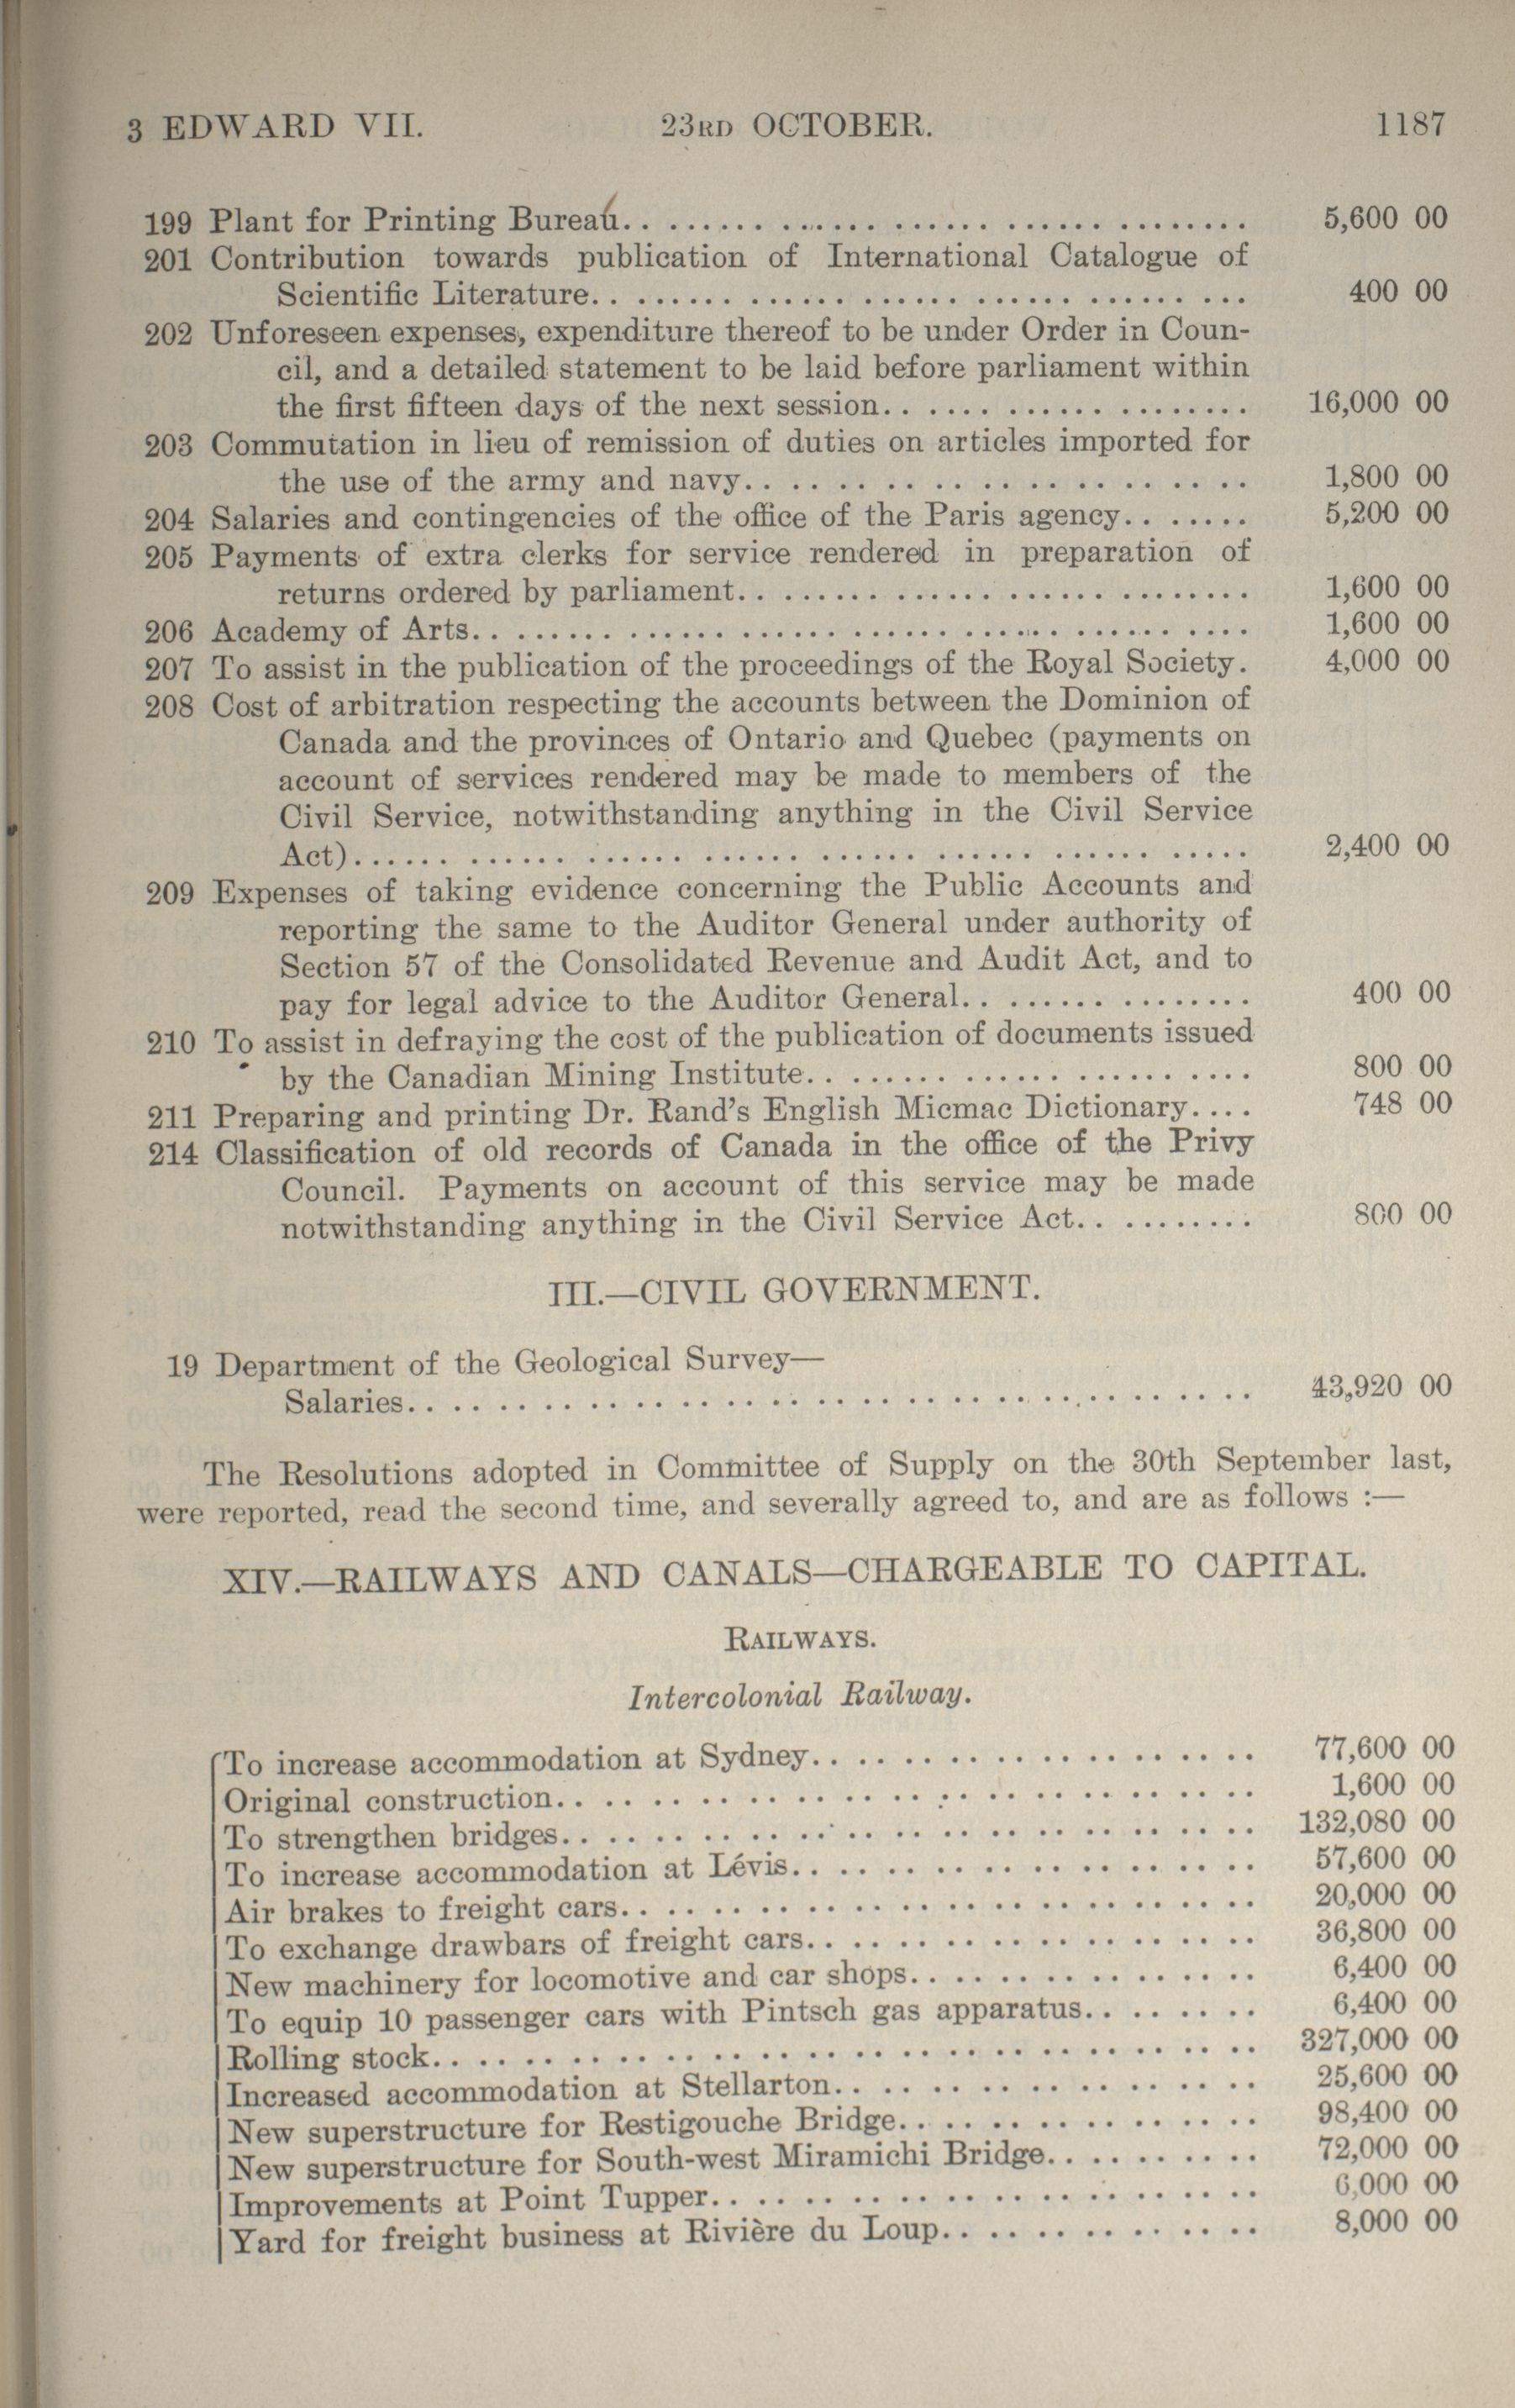 3 EDWARD VII. 23RD OCTOBER. 1187
199 Plant for Printing Bureau.. 5,600 00
201 Contribution towards publication of International Catalogue of
Scientific Literature.. 400 00
202 Unforeseen expenses, expenditure thereof to be under Order in Coun-
cil, and a detailed statement to be laid before parliament within
the first fifteen days of the next session.. 16,000 00
203 Commutation in lieu of remission of duties on articles imported for
the use of the army and navy.. 1,800 00
204 Salaries and contingencies of the office of the Paris agency.. 5,200 00
205 Payments of extra clerks for service rendered in preparation of
returns ordered by parliament.. 1,600 00
206 Academy of Arts.. 1,600 00
207 To assist in the publication of the proceedings of the Royal Society. 4,000 00
208 Cost of arbitration respecting the accounts between the Dominion of
Canada and the provinces of Ontario and Quebec (payments on
account of services rendered may be made to members of the
Civil Service, notwithstanding anything in the Civil Service
Act).. 2,400 00
209 Expenses of taking evidence concerning the Public Accounts and
reporting the same to the Auditor General under authority of
Section 57 of the Consolidated Revenue and Audit Act, and to
pay for legal advice to the Auditor General.. 400 00
210 To assist in defraying the cost of the publication of documents issued
by the Canadian Mining Institute.. 800 00
211 Preparing and printing Dr. Rand's English Micmac Dictionary.... 748 00
214 Classification of old records of Canada in the office of the Privy
Council. Payments on account of this service may be made
notwithstanding anything in the Civil Service Act.. 800 00
III.—CIVIL GOVERNMENT.
19 Department of the Geological Survey—
Salaries.. 43,920 00
The Resolutions adopted in Committee of Supply on the 30th September last,
were reported, read the second time, and severally agreed to, and are as follows :—
XIV.—RAILWAYS AND CANALS—CHARGEABLE TO CAPITAL.
RAILWAYS.
Intercolonial Railway.
To increase accommodation at Sydney.. 77,600 00
Original construction.. 1,600 00
To strengthen bridges.. 132,080 00
To increase accommodation at Lévis.. 57,600 00
Air brakes to freight cars.. 20,000 00
To exchange drawbars of freight cars.. 36,800 00
New machinery for locomotive and car shops.. 6,400 00
To equip 10 passenger cars with Pintsch gas apparatus.. 6,400 00
Rolling stock.. 327,000 00
Increased accommodation at Stellarton.. 25,600 00
New superstructure for Restigouche Bridge.. 98,400 00
New superstructure for South-west Miramichi Bridge.. 72,000 00
Improvements at Point Tupper.. 6,000 00
Yard for freight business at Rivière du Loup.. 8,000 00